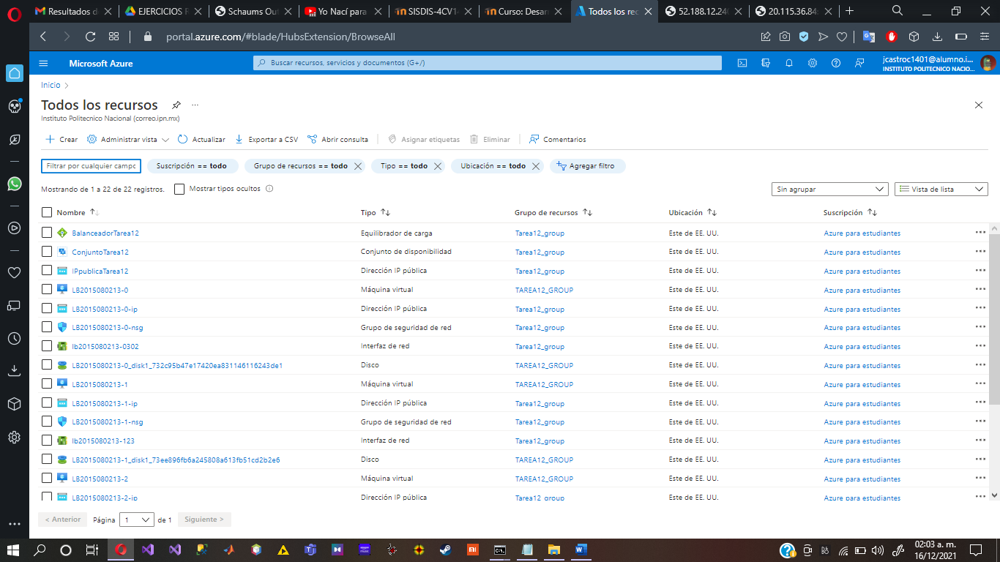 Resultados d
EJERCICIOS R
Schaums Out
Yo Nací para
SISDIS-4CV14
Curso: Desar
Todos los rec
52.188.12.240
20.115.36.84:
portal.azure.com/#blade/HubsExtension/BrowseAll
Microsoft Azure
Buscar recursos, servicios y documentos (G+/)
jcastroc1401@alumno.i...
INSTITUTO POLITECNICO NACIO...
Inicio
Todos los recursos
Instituto Politecnico Nacional (correo.ipn.mx)
Crear Administrar vista Actualizar Exportar a CSV Abrir consulta Asignar etiquetas Eliminar Comentarios
Filtrar por cualquier campo Suscripción == todo Grupo de recursos == todo Tipo == todo Ubicación == todo Agregar filtro
Mostrando de 1 a 22 de 22 registros. Mostrar tipos ocultos Sin agrupar Vista de lista
Nombre Tipo Grupo de recursos Ubicación Suscripción
BalanceadorTarea12 Equilibrador de carga Tarea12_group Este de EE. UU. Azure para estudiantes
ConjuntoTarea12 Conjunto de disponibilidad Tarea12_group Este de EE. UU. Azure para estudiantes
IPpublicaTarea12 Dirección IP pública Tarea12_group Este de EE. UU. Azure para estudiantes
LB2015080213-0 Máquina virtual TAREA12_GROUP Este de EE. UU. Azure para estudiantes
LB2015080213-0-ip Dirección IP pública Tarea12_group Este de EE. UU. Azure para estudiantes
LB2015080213-0-nsg Grupo de seguridad de red Tarea12_group Este de EE. UU. Azure para estudiantes
lb2015080213-0302 Interfaz de red Tarea12_group Este de EE. UU. Azure para estudiantes
LB2015080213-0_disk1_732c95b47e17420ea831146116243de1 Disco TAREA12_GROUP Este de EE. UU. Azure para estudiantes
LB2015080213-1 Máquina virtual TAREA12_GROUP Este de EE. UU. Azure para estudiantes
LB2015080213-1-ip Dirección IP pública Tarea12_group Este de EE. UU. Azure para estudiantes
LB2015080213-1-nsg Grupo de seguridad de red Tarea12_group Este de EE. UU. Azure para estudiantes
lb2015080213-123 Interfaz de red Tarea12_group Este de EE. UU. Azure para estudiantes
LB2015080213-1_disk1_73ee896fb6a245808a613fb51cd2b2e6 Disco TAREA12_GROUP Este de EE. UU. Azure para estudiantes
LB2015080213-2 Máquina virtual TAREA12_GROUP Este de EE. UU. Azure para estudiantes
LB2015080213-2-ip Dirección IP pública Tarea12_group Este de EE. UU. Azure para estudiantes
< Anterior Página 1 de 1 Siguiente >
02:03 a. m.
16/12/2021